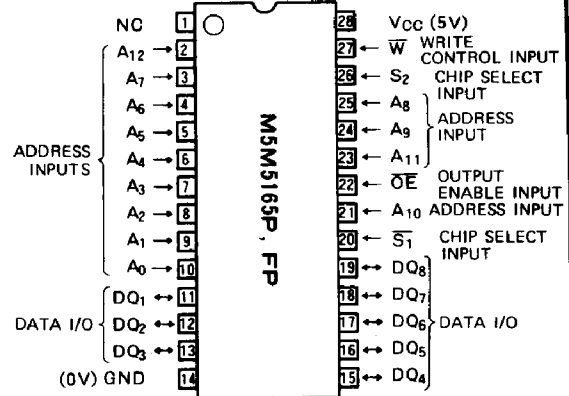 NC 1
A12 → 2
A7 → 3
A6 → 4
A5 → 5
ADDRESS INPUTS
A4 → 6
A3 → 7
A2 → 8
A1 → 9
A0 → 10
DQ1 ↔ 11
DATA I/O
DQ2 ↔ 12
DQ3 ↔ 13
(0V) GND 14
M5M5165P, FP
28 VCC (5V)
27 ← W̅ WRITE
CONTROL INPUT
26 ← S2 CHIP SELECT
INPUT
25 ← A8
24 ← A9
ADDRESS
INPUT
23 ← A11
22 ← O̅E̅ OUTPUT
ENABLE INPUT
21 ← A10 ADDRESS INPUT
20 ← S̅1 CHIP SELECT
INPUT
19 ↔ DQ8
18 ↔ DQ7
17 ↔ DQ6
DATA I/O
16 ↔ DQ5
15 ↔ DQ4